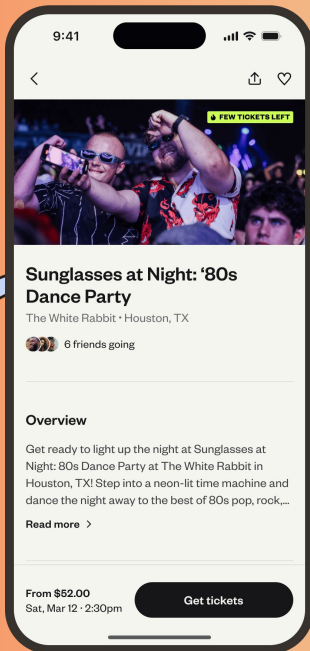 9:41
FEW TICKETS LEFT
Sunglasses at Night: ‘80s
Dance Party
The White Rabbit • Houston, TX
6 friends going
Overview
Get ready to light up the night at Sunglasses at
Night: 80s Dance Party at The White Rabbit in
Houston, TX! Step into a neon-lit time machine and
dance the night away to the best of 80s pop, rock,...
Read more
From $52.00
Sat, Mar 12 · 2:30pm
Get tickets